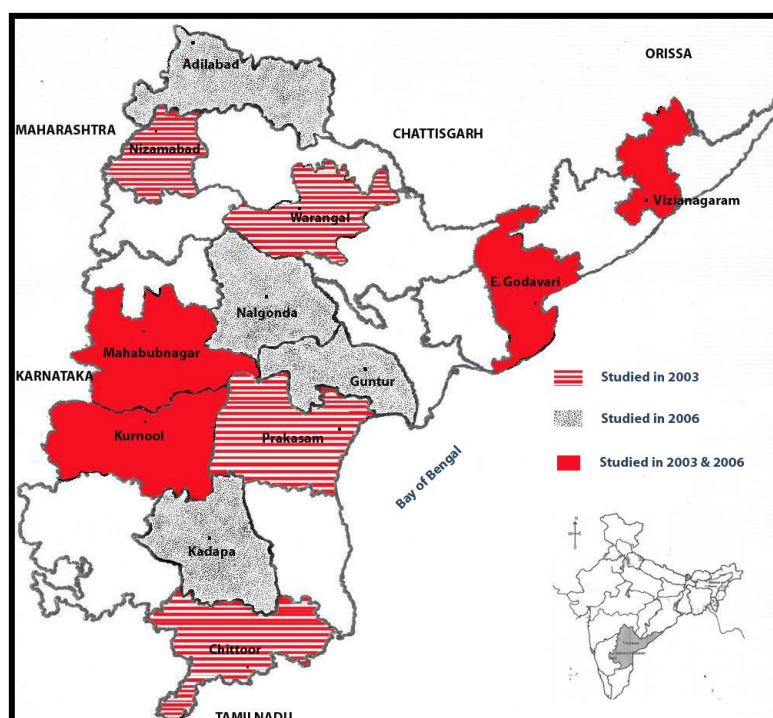 ORISSA
Adilabad
MAHARASHTRA
CHATTISGARH
Nizamabad
Warangal
Vizianagaram
E. Godavari
Nalgonda
Mahabubnagar
KARNATAKA
Guntur
Studied in 2003
Studied in 2006
Kurnool
Prakasam
Studied in 2003 & 2006
Bay of Bengal
Kadapa
N
Chittoor
TAMILNADU